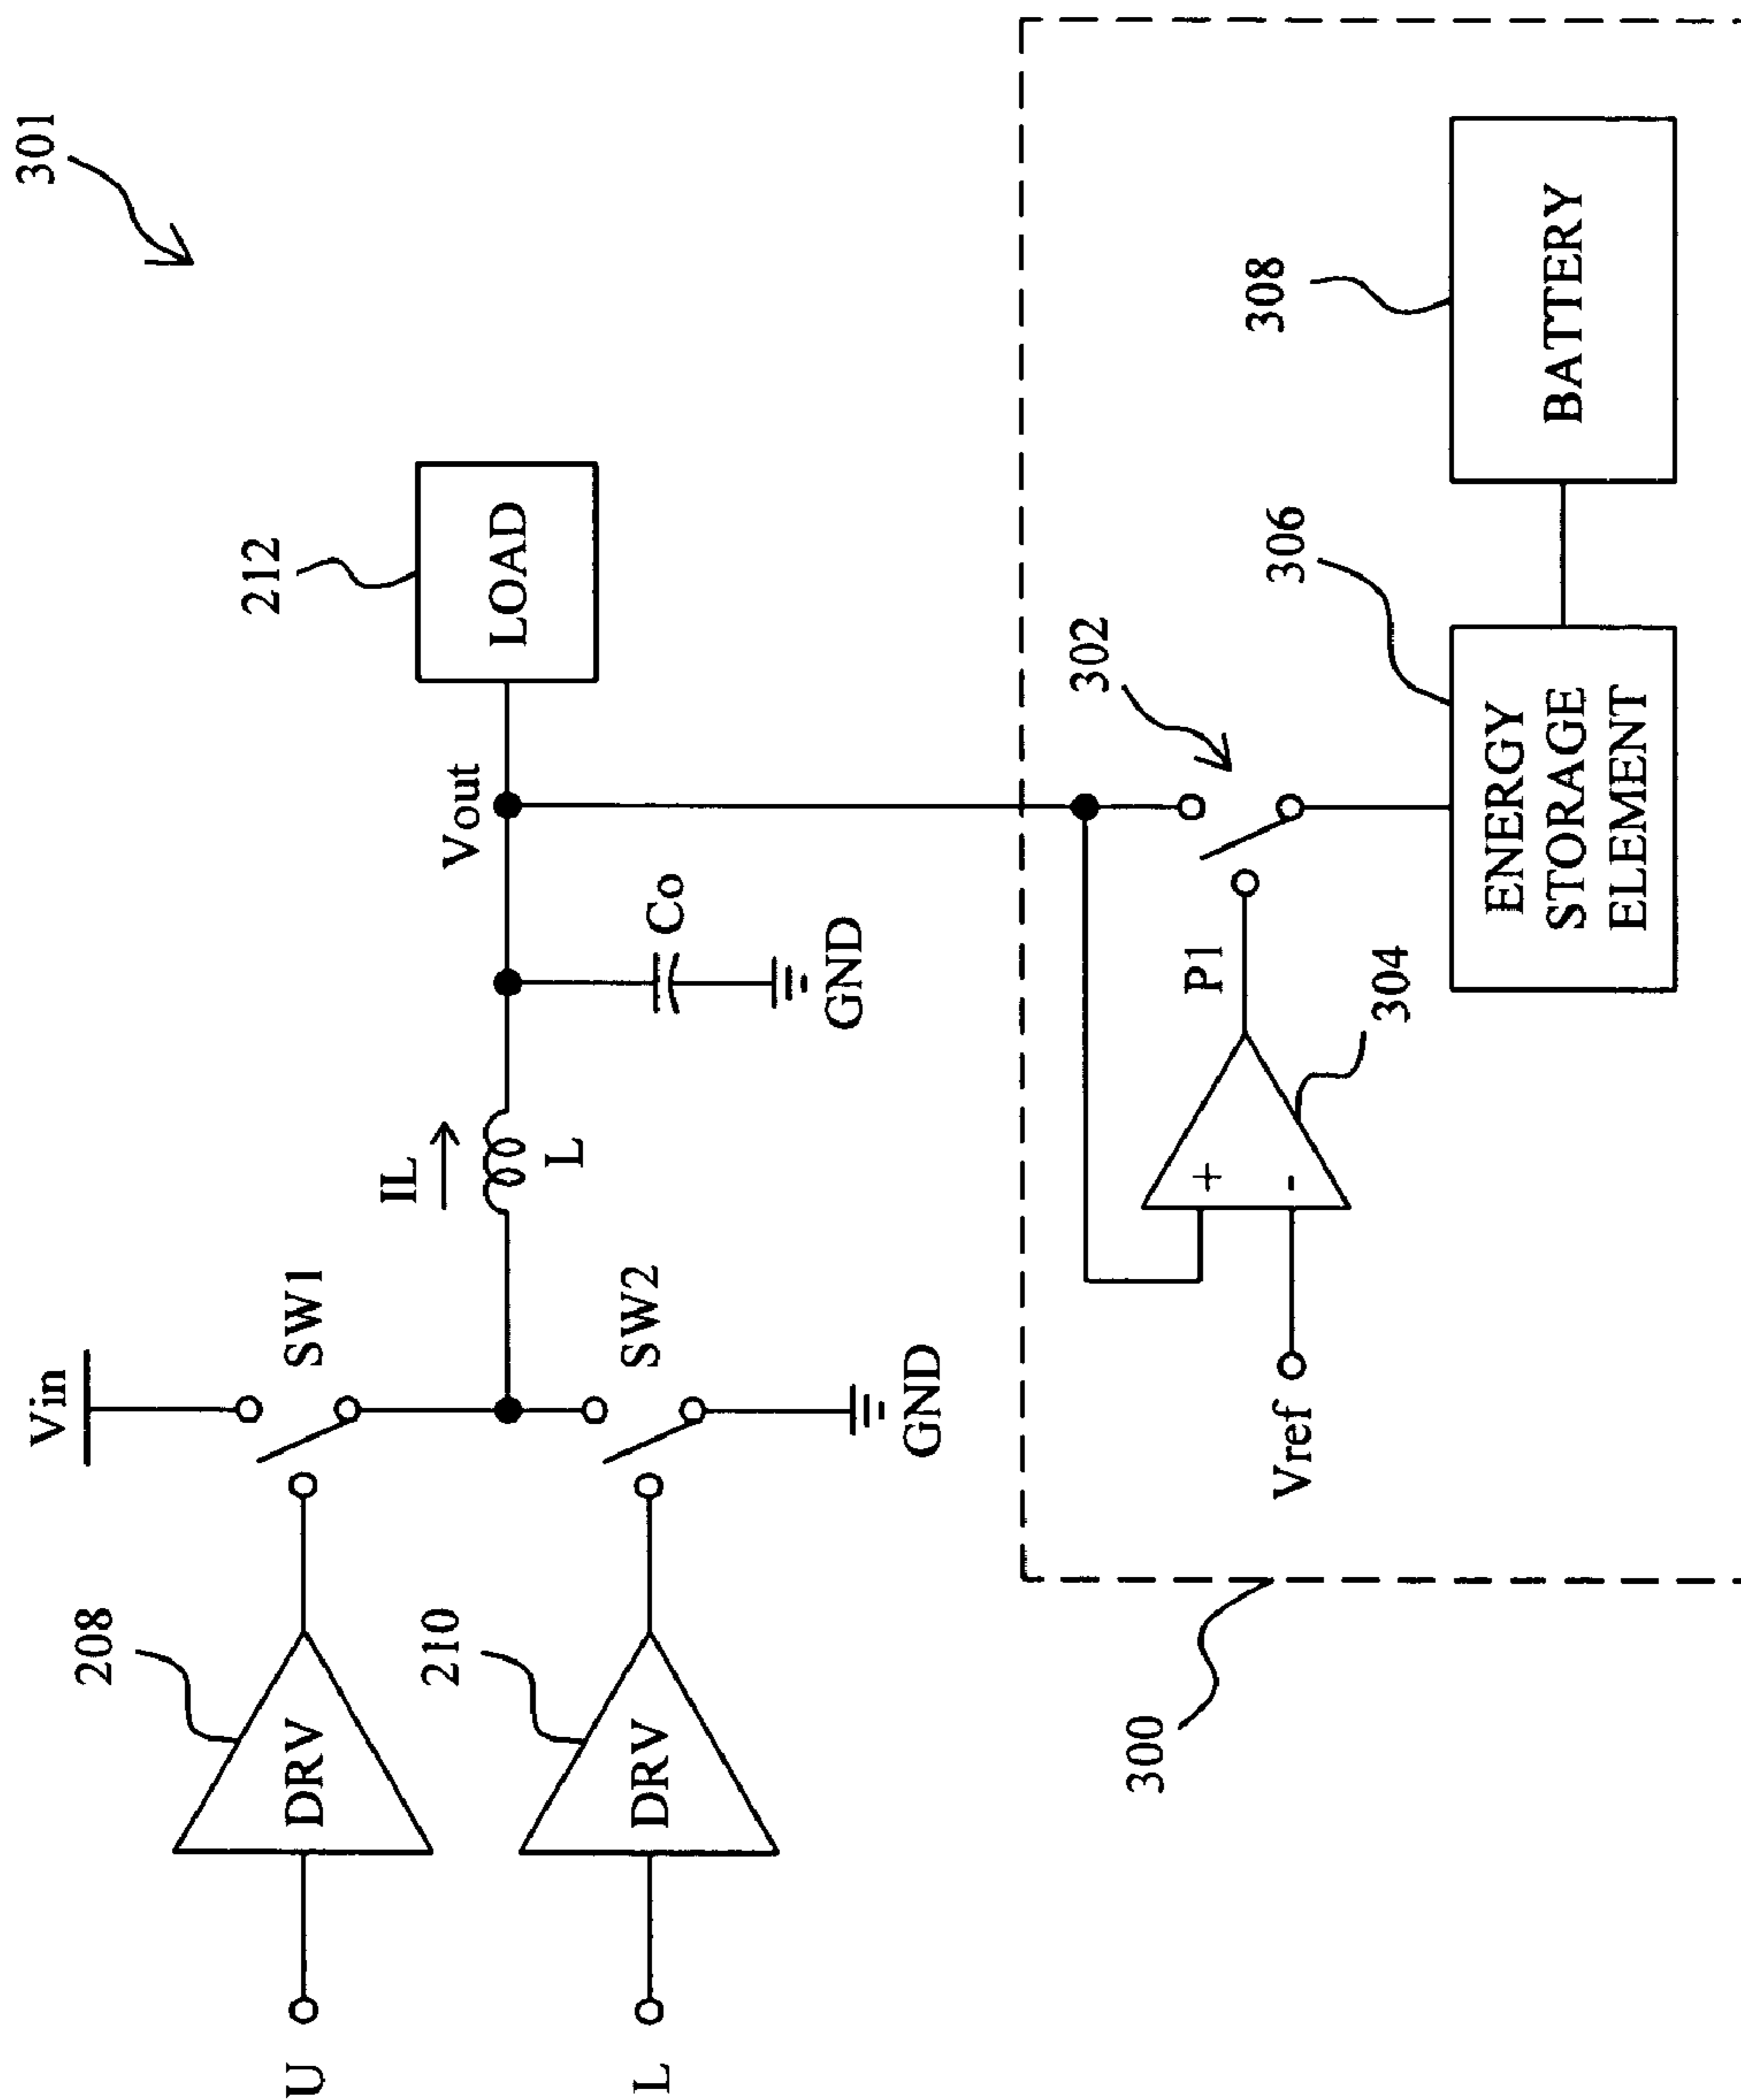 301
Vin
208
DRV
U
SW1
IL
L
Vout
212
LOAD
210
DRV
L
SW2
GND
Co
GND
300
302
P1
+
-
Vref
304
306
ENERGY
STORAGE
ELEMENT
308
BATTERY